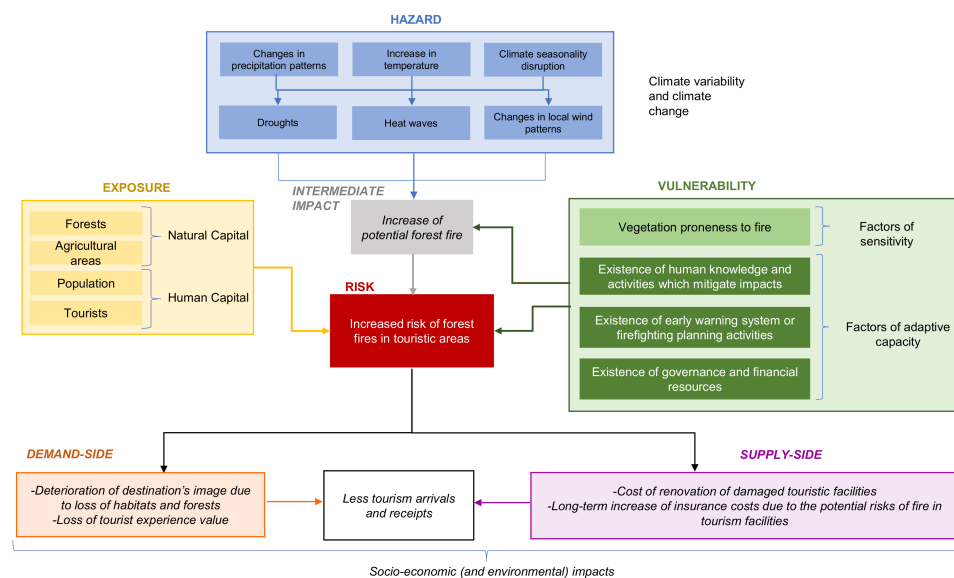 HAZARD
Changes in
precipitation patterns
Increase in
temperature
Climate seasonality
disruption
Droughts
Heat waves
Changes in local wind
patterns
Climate variability
and climate
change
EXPOSURE
Forests
Agricultural
areas
Natural Capital
Population
Tourists
Human Capital
INTERMEDIATE
IMPACT
Increase of
potential forest fire
RISK
Increased risk of forest
fires in touristic areas
VULNERABILITY
Vegetation proneness to fire
Factors of
sensitivity
Existence of human knowledge and
activities which mitigate impacts
Existence of early warning system or
firefighting planning activities
Existence of governance and financial
resources
Factors of adaptive
capacity
DEMAND-SIDE
-Deterioration of destination's image due
to loss of habitats and forests
-Loss of tourist experience value
Less tourism arrivals
and receipts
SUPPLY-SIDE
-Cost of renovation of damaged touristic facilities
-Long-term increase of insurance costs due to the potential risks of fire in
tourism facilities
Socio-economic (and environmental) impacts